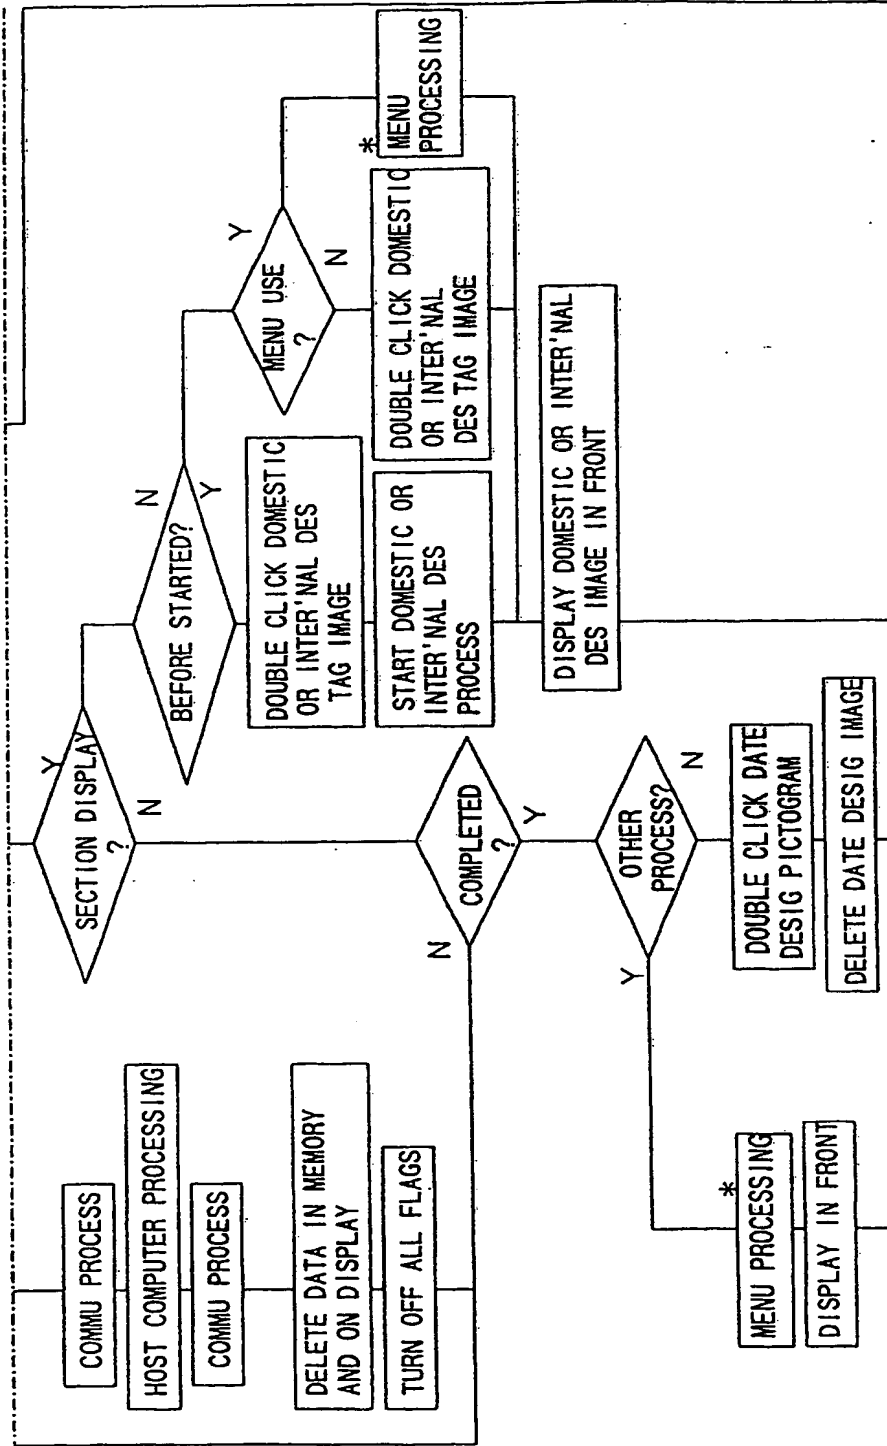 COMMU PROCESS
HOST COMPUTER PROCESSING
COMMU PROCESS
DELETE DATA IN MEMORY
AND ON DISPLAY
TURN OFF ALL FLAGS
SECTION DISPLAY
?
Y
N
BEFORE STARTED?
N
Y
MENU USE
?
Y
N
DOUBLE CLICK DOMESTIC
OR INTER'NAL DES
TAG IMAGE
START DOMESTIC OR
INTER'NAL DES
PROCESS
DOUBLE CLICK DOMESTIC
OR INTER'NAL
DES TAG IMAGE
*
MENU
PROCESSING
DISPLAY DOMESTIC OR INTER'NAL
DES IMAGE IN FRONT
COMPLETED
?
N
Y
OTHER
PROCESS?
Y
N
*
MENU PROCESSING
DISPLAY IN FRONT
DOUBLE CLICK DATE
DESIG PICTOGRAM
DELETE DATE DESIG IMAGE